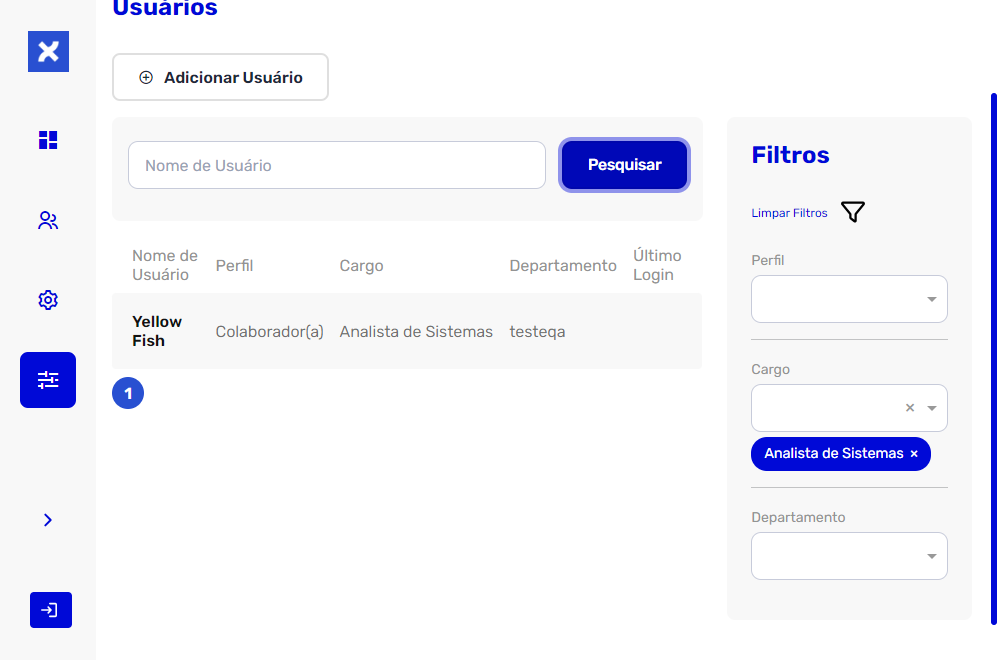 Usuários
Adicionar Usuário
Nome de Usuário
Pesquisar
Nome de
Usuário
Perfil
Cargo
Departamento
Último
Login
Yellow
Fish
Colaborador(a)
Analista de Sistemas
testeqa
1
Filtros
Limpar Filtros
Perfil
Cargo
Analista de Sistemas ×
Departamento